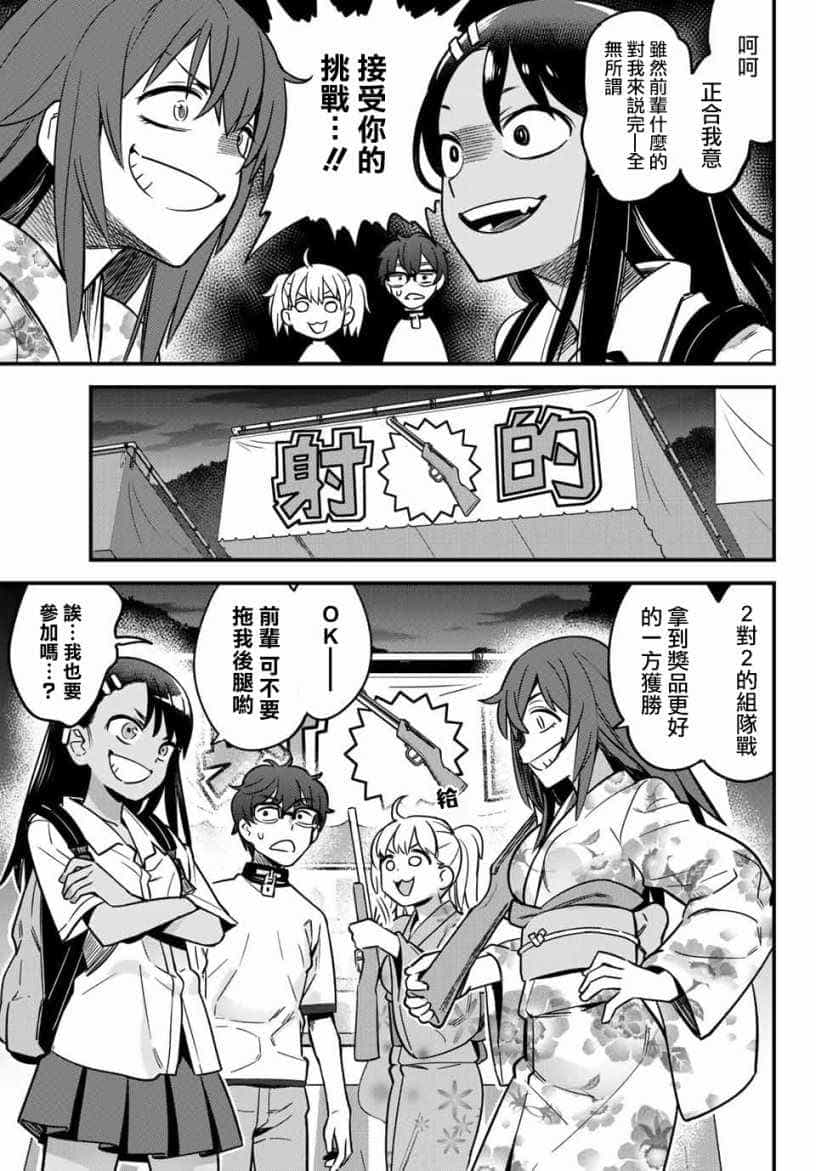 呵呵
正合我意
雖然前輩什麼的
對我來説完—全
無所謂
接受你的
挑戰…!!
射的
2對2的組隊戰
拿到獎品更好
的一方獲勝
給
OK—
前輩 可不要
拖我後腿喲
誒…我也要
參加嗎…?